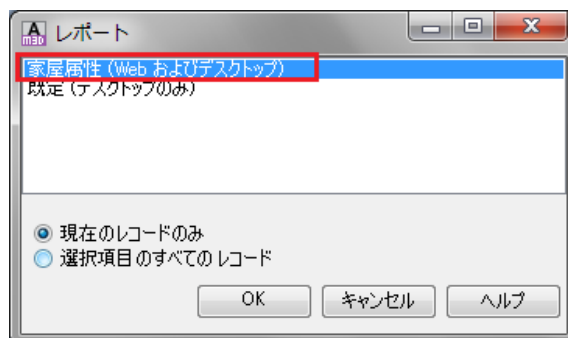 レポート
家屋属性 (Web およびデスクトップ)
既定 (デスクトップのみ)
現在のレコードのみ
選択項目のすべてのレコード
OK キャンセル ヘルプ